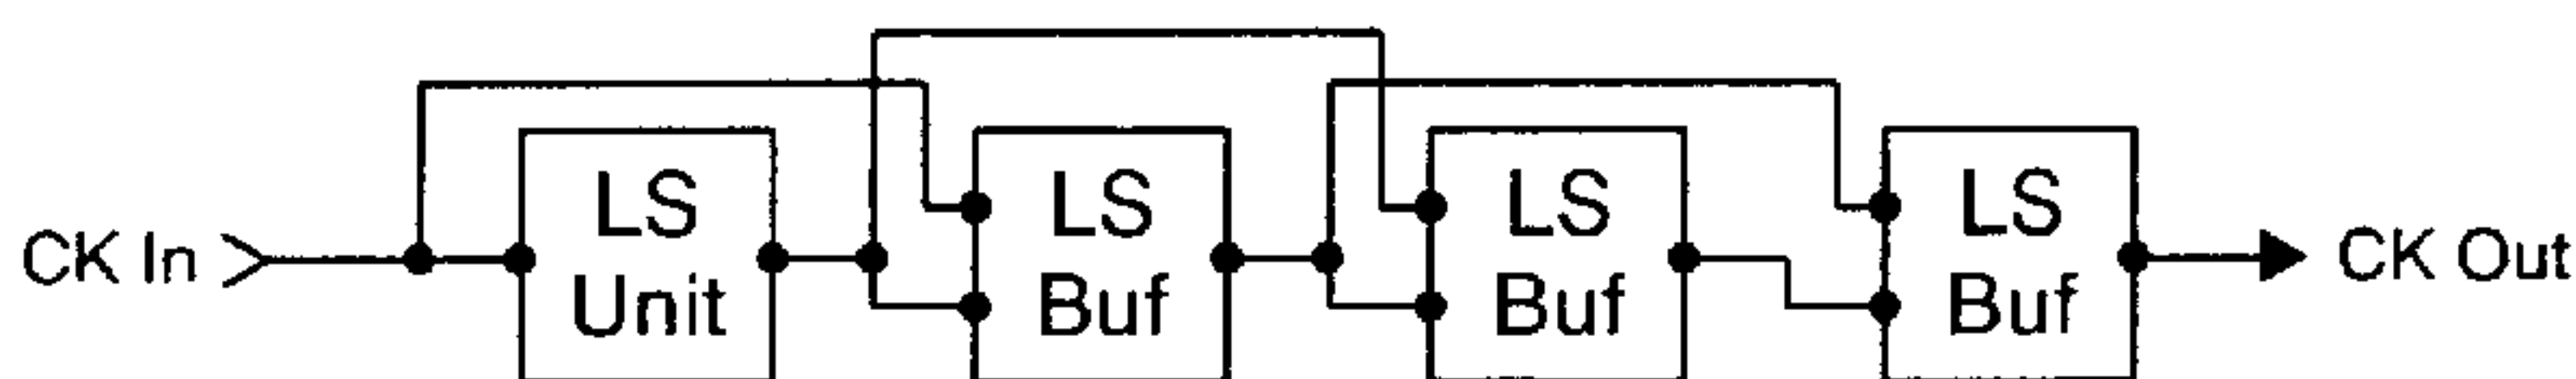 CK In
LS
Unit
LS
Buf
LS
Buf
LS
Buf
CK Out